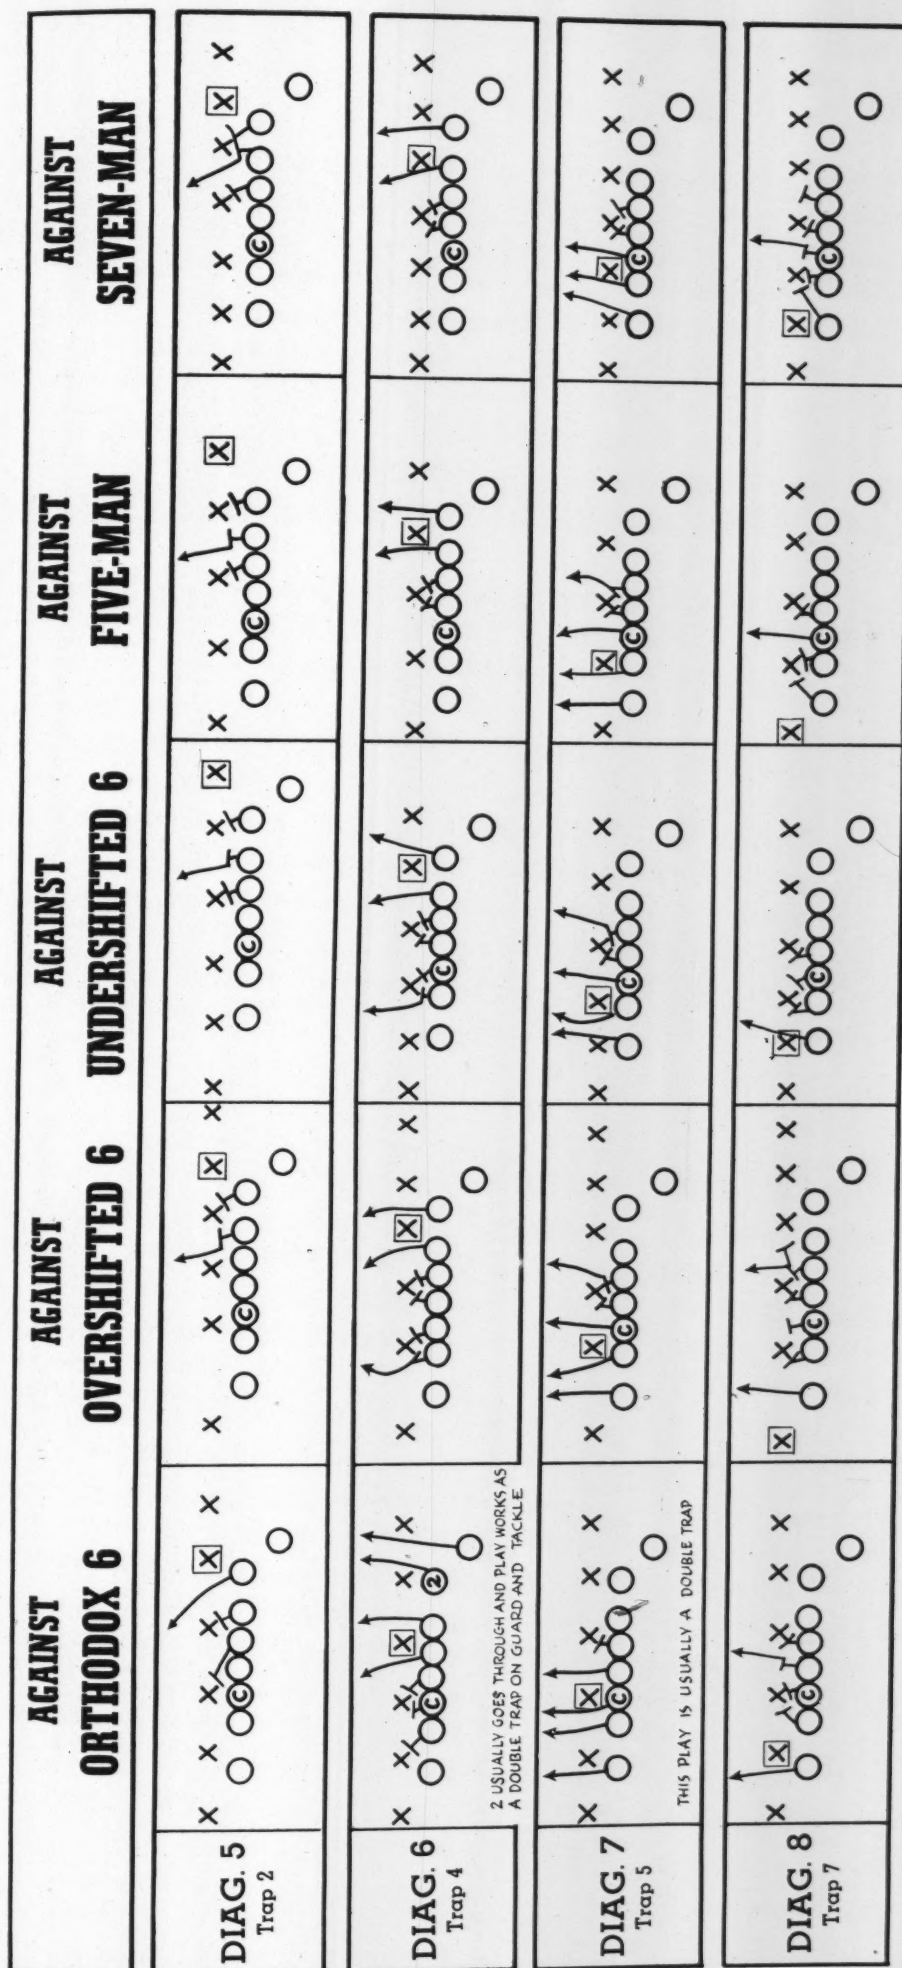 AGAINST
ORTHODOX 6
AGAINST
OVERSHIFTED 6
AGAINST
UNDERSHIFTED 6
AGAINST
FIVE-MAN
AGAINST
SEVEN-MAN
DIAG. 5
Trap 2
DIAG. 6
Trap 4
2 USUALLY GOES THROUGH AND PLAY WORKS AS
A DOUBLE TRAP ON GUARD AND TACKLE
DIAG. 7
Trap 5
THIS PLAY IS USUALLY A DOUBLE TRAP
DIAG. 8
Trap 7